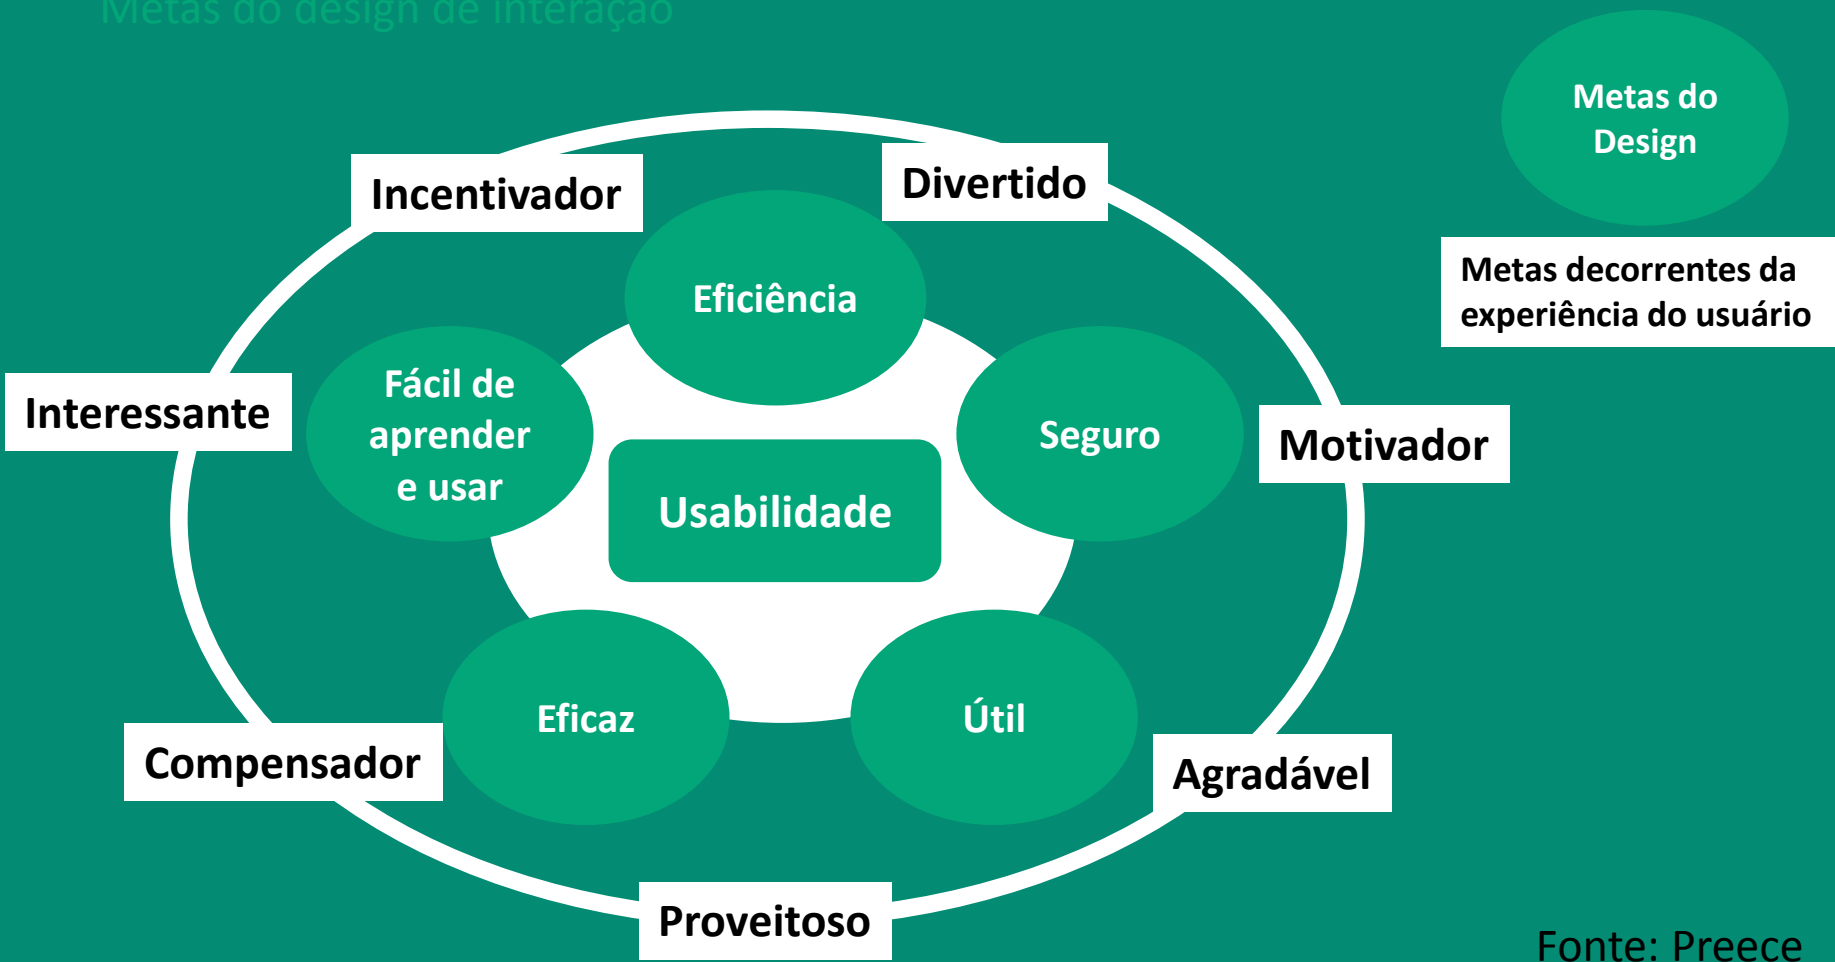 Metas do design de interação
Metas do
Design
Metas decorrentes da
experiência do usuário
Incentivador
Divertido
Eficiência
Interessante
Fácil de
aprender
e usar
Seguro
Motivador
Usabilidade
Eficaz
Útil
Compensador
Agradável
Proveitoso
Fonte: Preece